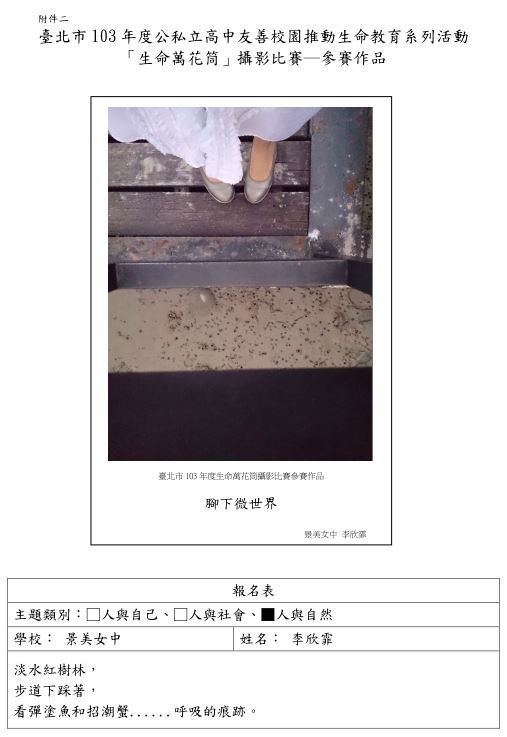 附件二
臺北市 103 年度公私立高中友善校園推動生命教育系列活動
「生命萬花筒」攝影比賽—參賽作品
臺北市 103 年度生命萬花筒攝影比賽參賽作品
腳下微世界
景美女中 李欣霏
報名表
主題類別：□人與自己、□人與社會、■人與自然
學校： 景美女中
姓名： 李欣霏
淡水紅樹林，
步道下踩著，
看彈塗魚和招潮蟹......呼吸的痕跡。